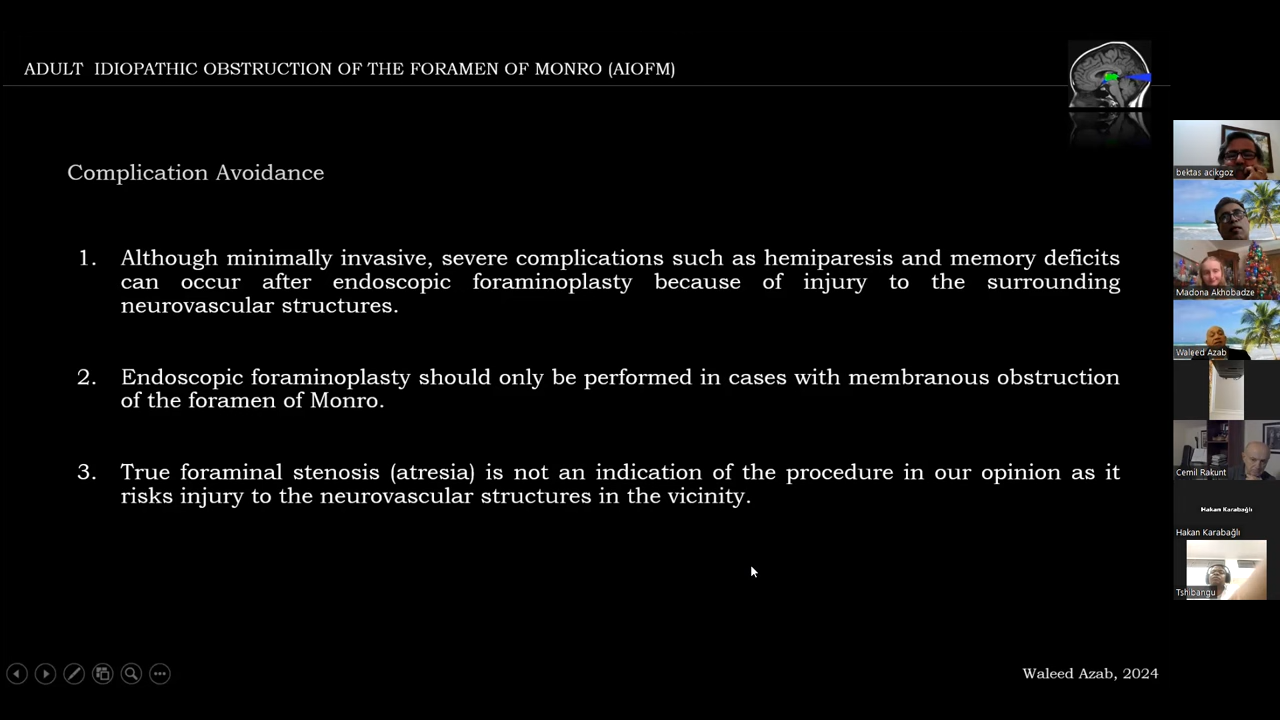 ADULT IDIOPATHIC OBSTRUCTION OF THE FORAMEN OF MONRO (AIOFM)
Complication Avoidance
1. Although minimally invasive, severe complications such as hemiparesis and memory deficits
can occur after endoscopic foraminoplasty because of injury to the surrounding
neurovascular structures.
2. Endoscopic foraminoplasty should only be performed in cases with membranous obstruction
of the foramen of Monro.
3. True foraminal stenosis (atresia) is not an indication of the procedure in our opinion as it
risks injury to the neurovascular structures in the vicinity.
Waleed Azab, 2024
bektas acikgoz
Madona Akhobadze
Waleed Azab
Cemil Rakunt
Hakan Karabağlı
Hakan Karabağlı
Tshibangu